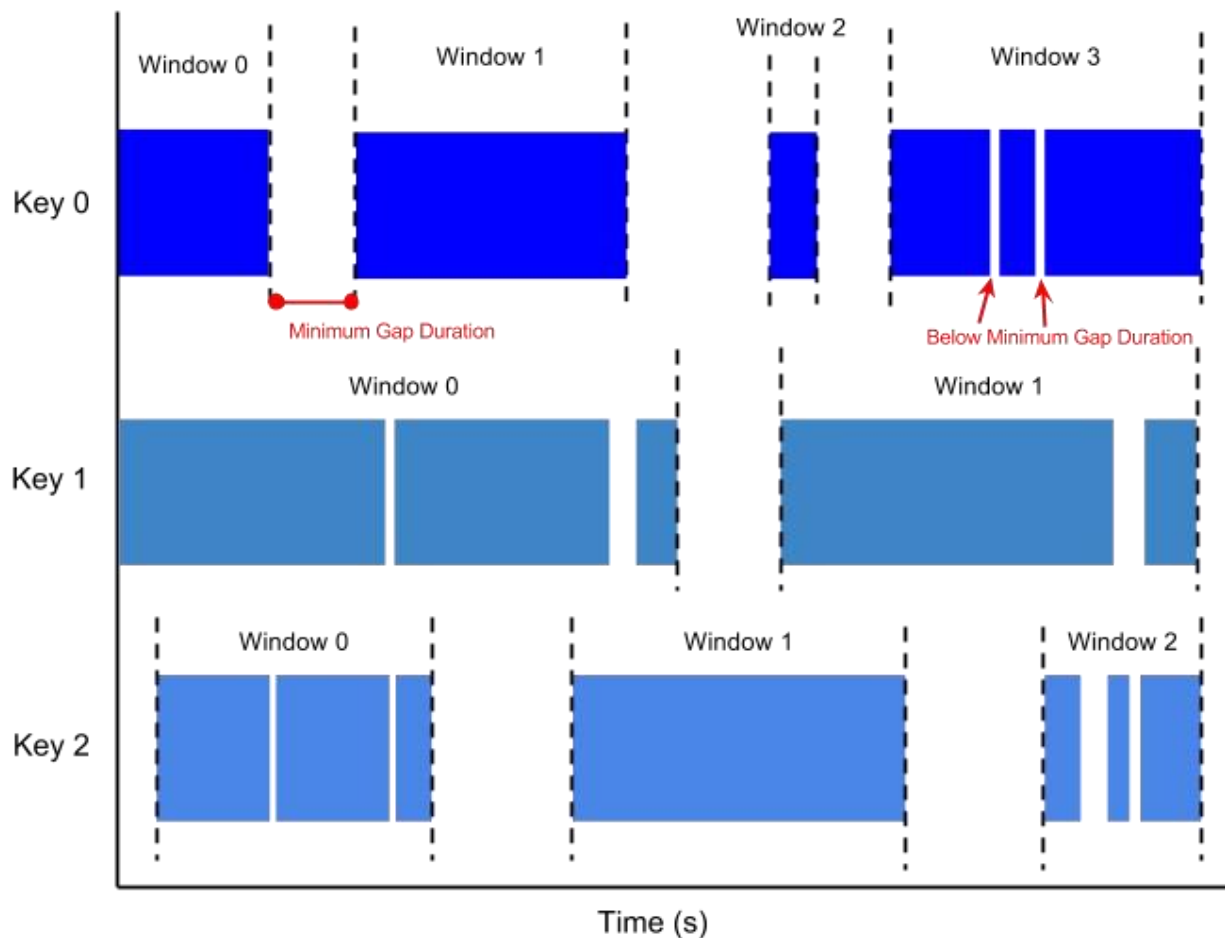 Window 0
Window 1
Window 2
Window 3
Key 0
Minimum Gap Duration
Below Minimum Gap Duration
Window 0
Window 1
Key 1
Window 0
Window 1
Window 2
Key 2
Time (s)